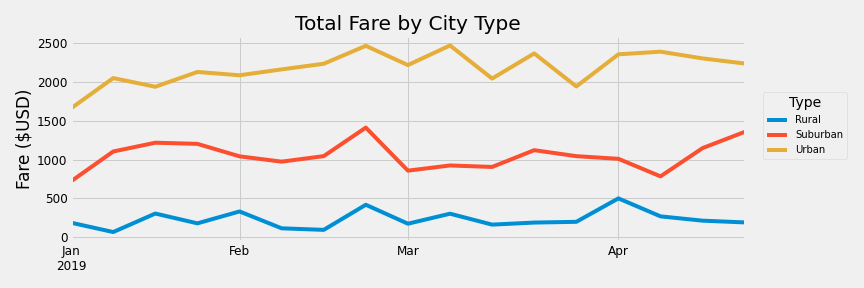 Total Fare by City Type
Fare ($USD)
2500
2000
1500
1000
500
0
Jan
2019
Feb
Mar
Apr
Type
Rural
Suburban
Urban